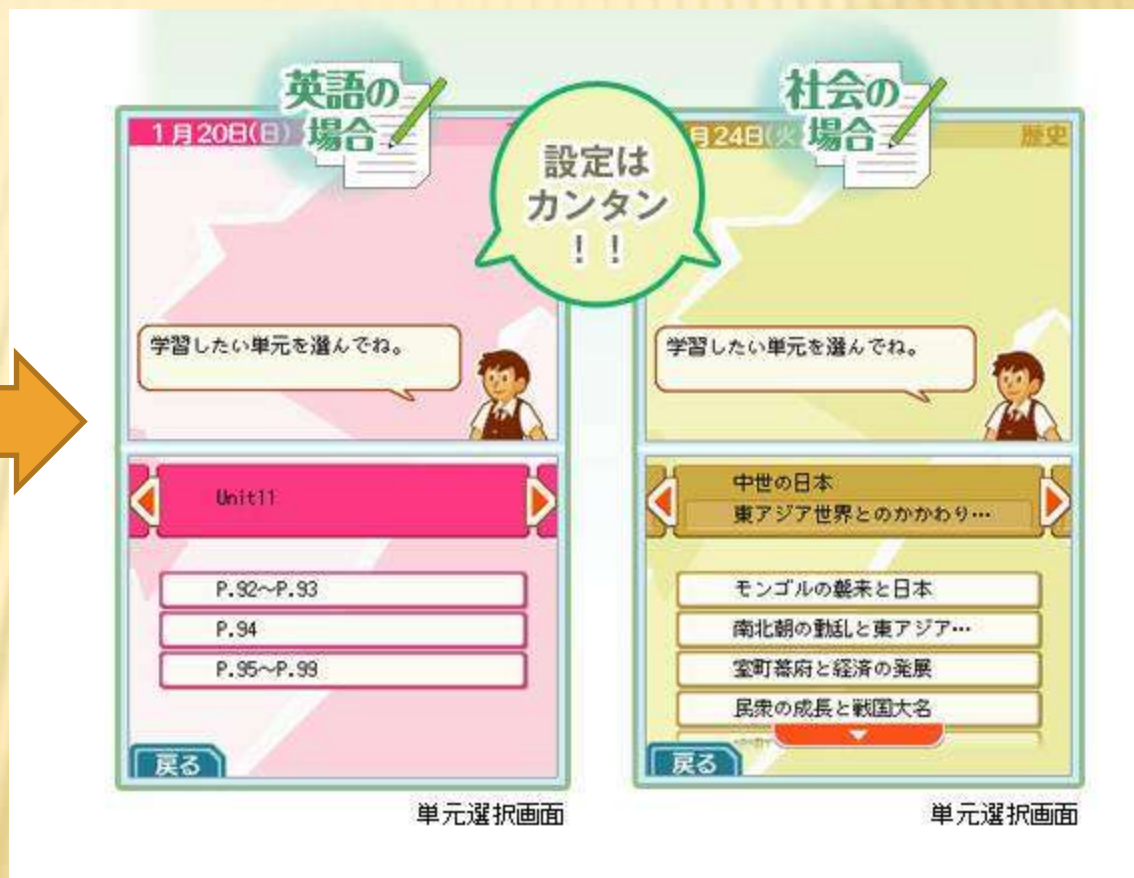 英語の
場合
1月20日(日)
学習したい単元を選んでね。
Unit11
P.92～P.93
P.94
P.95～P.99
戻る
単元選択画面
設定は
カンタン
！！
社会の
場合
月24日(火
歴史
学習したい単元を選んでね。
中世の日本
東アジア世界とのかかわり…
モンゴルの襲来と日本
南北朝の動乱と東アジア…
室町幕府と経済の発展
民衆の成長と戦国大名
戻る
単元選択画面